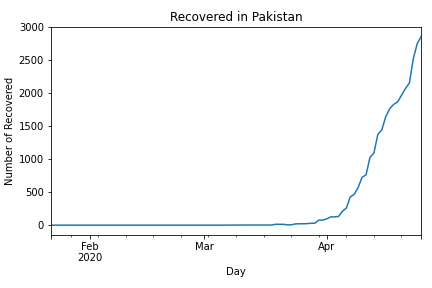 Recovered in Pakistan
3000
2500
2000
1500
1000
500
0
Number of Recovered
Feb
2020
Mar
Apr
Day